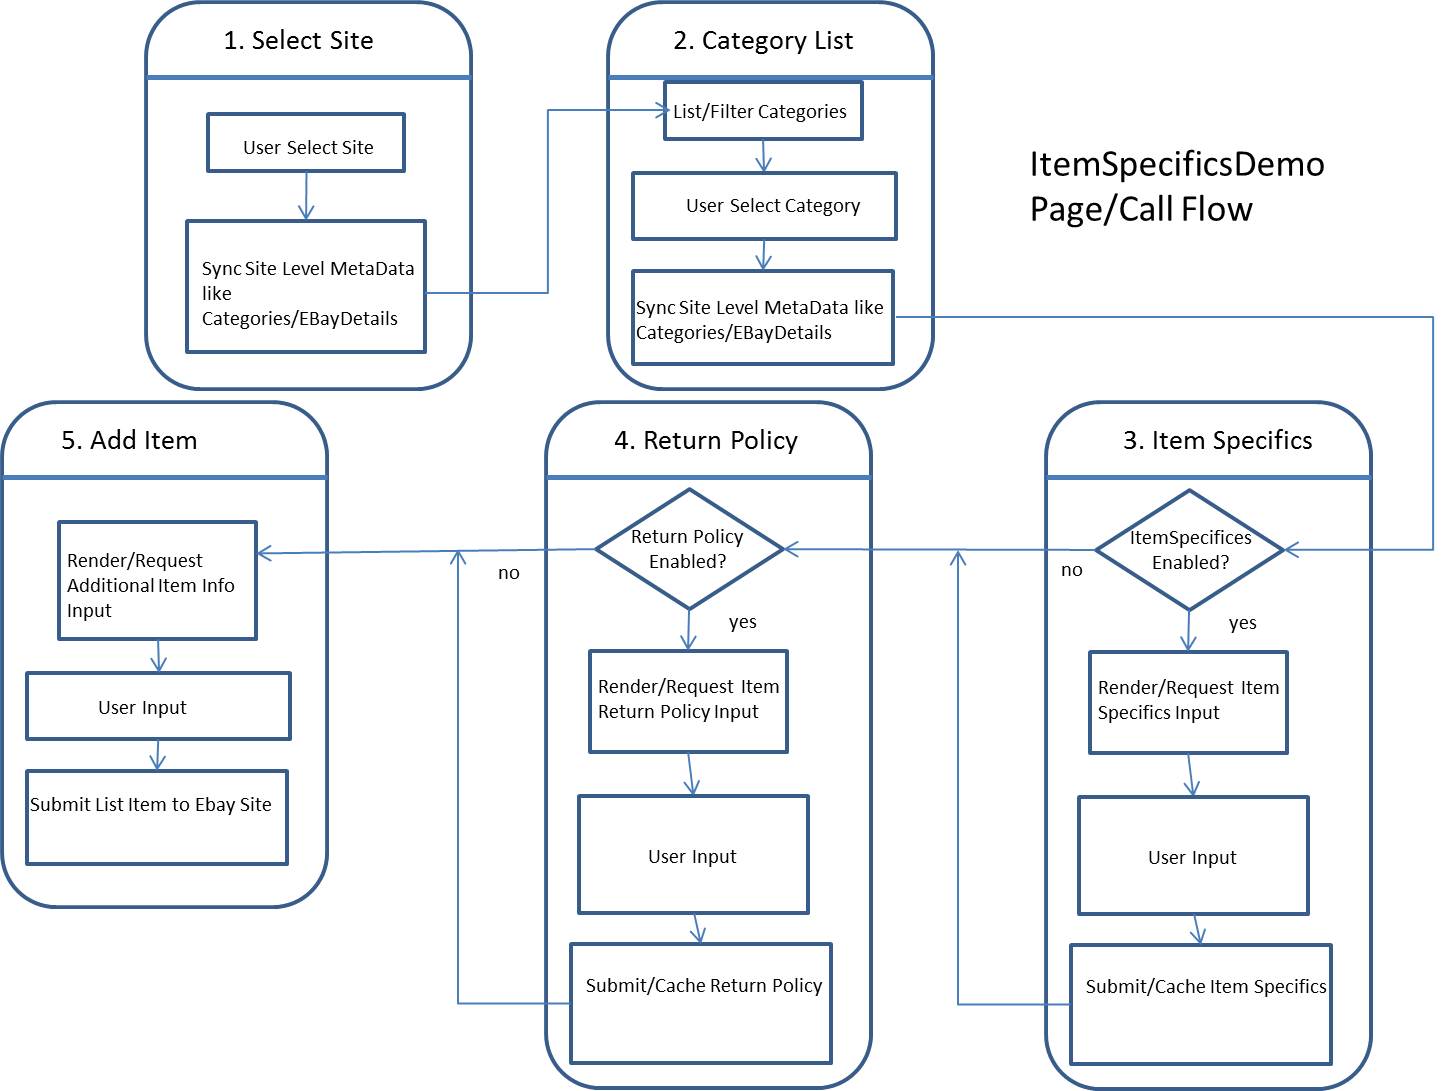 1. Select Site
User Select Site
Sync Site Level MetaData
like
Categories/EBayDetails
2. Category List
List/Filter Categories
User Select Category
Sync Site Level MetaData like
Categories/EBayDetails
ItemSpecificsDemo
Page/Call Flow
3. Item Specifics
ItemSpecifices
Enabled?
no
yes
Render/Request Item
Specifics Input
User Input
Submit/Cache Item Specifics
4. Return Policy
Return Policy
Enabled?
no
yes
Render/Request Item
Return Policy Input
User Input
Submit/Cache Return Policy
5. Add Item
Render/Request
Additional Item Info
Input
User Input
Submit List Item to Ebay Site